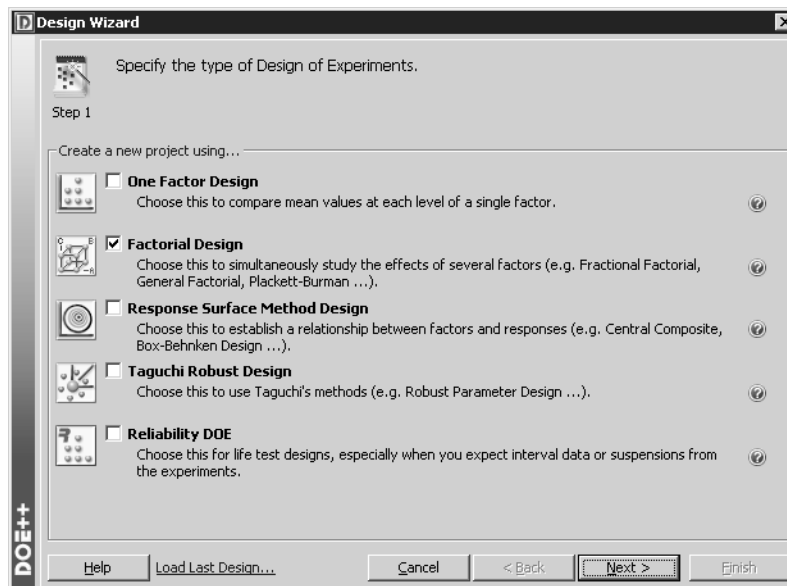 Design Wizard
Specify the type of Design of Experiments.
Step 1
Create a new project using...
One Factor Design
Choose this to compare mean values at each level of a single factor.
Factorial Design
Choose this to simultaneously study the effects of several factors (e.g. Fractional Factorial,
General Factorial, Plackett-Burman ...).
Response Surface Method Design
Choose this to establish a relationship between factors and responses (e.g. Central Composite,
Box-Behnken Design ...).
Taguchi Robust Design
Choose this to use Taguchi's methods (e.g. Robust Parameter Design ...).
Reliability DOE
Choose this for life test designs, especially when you expect interval data or suspensions from
the experiments.
DOE++
Help Load Last Design... Cancel < Back Next > Finish